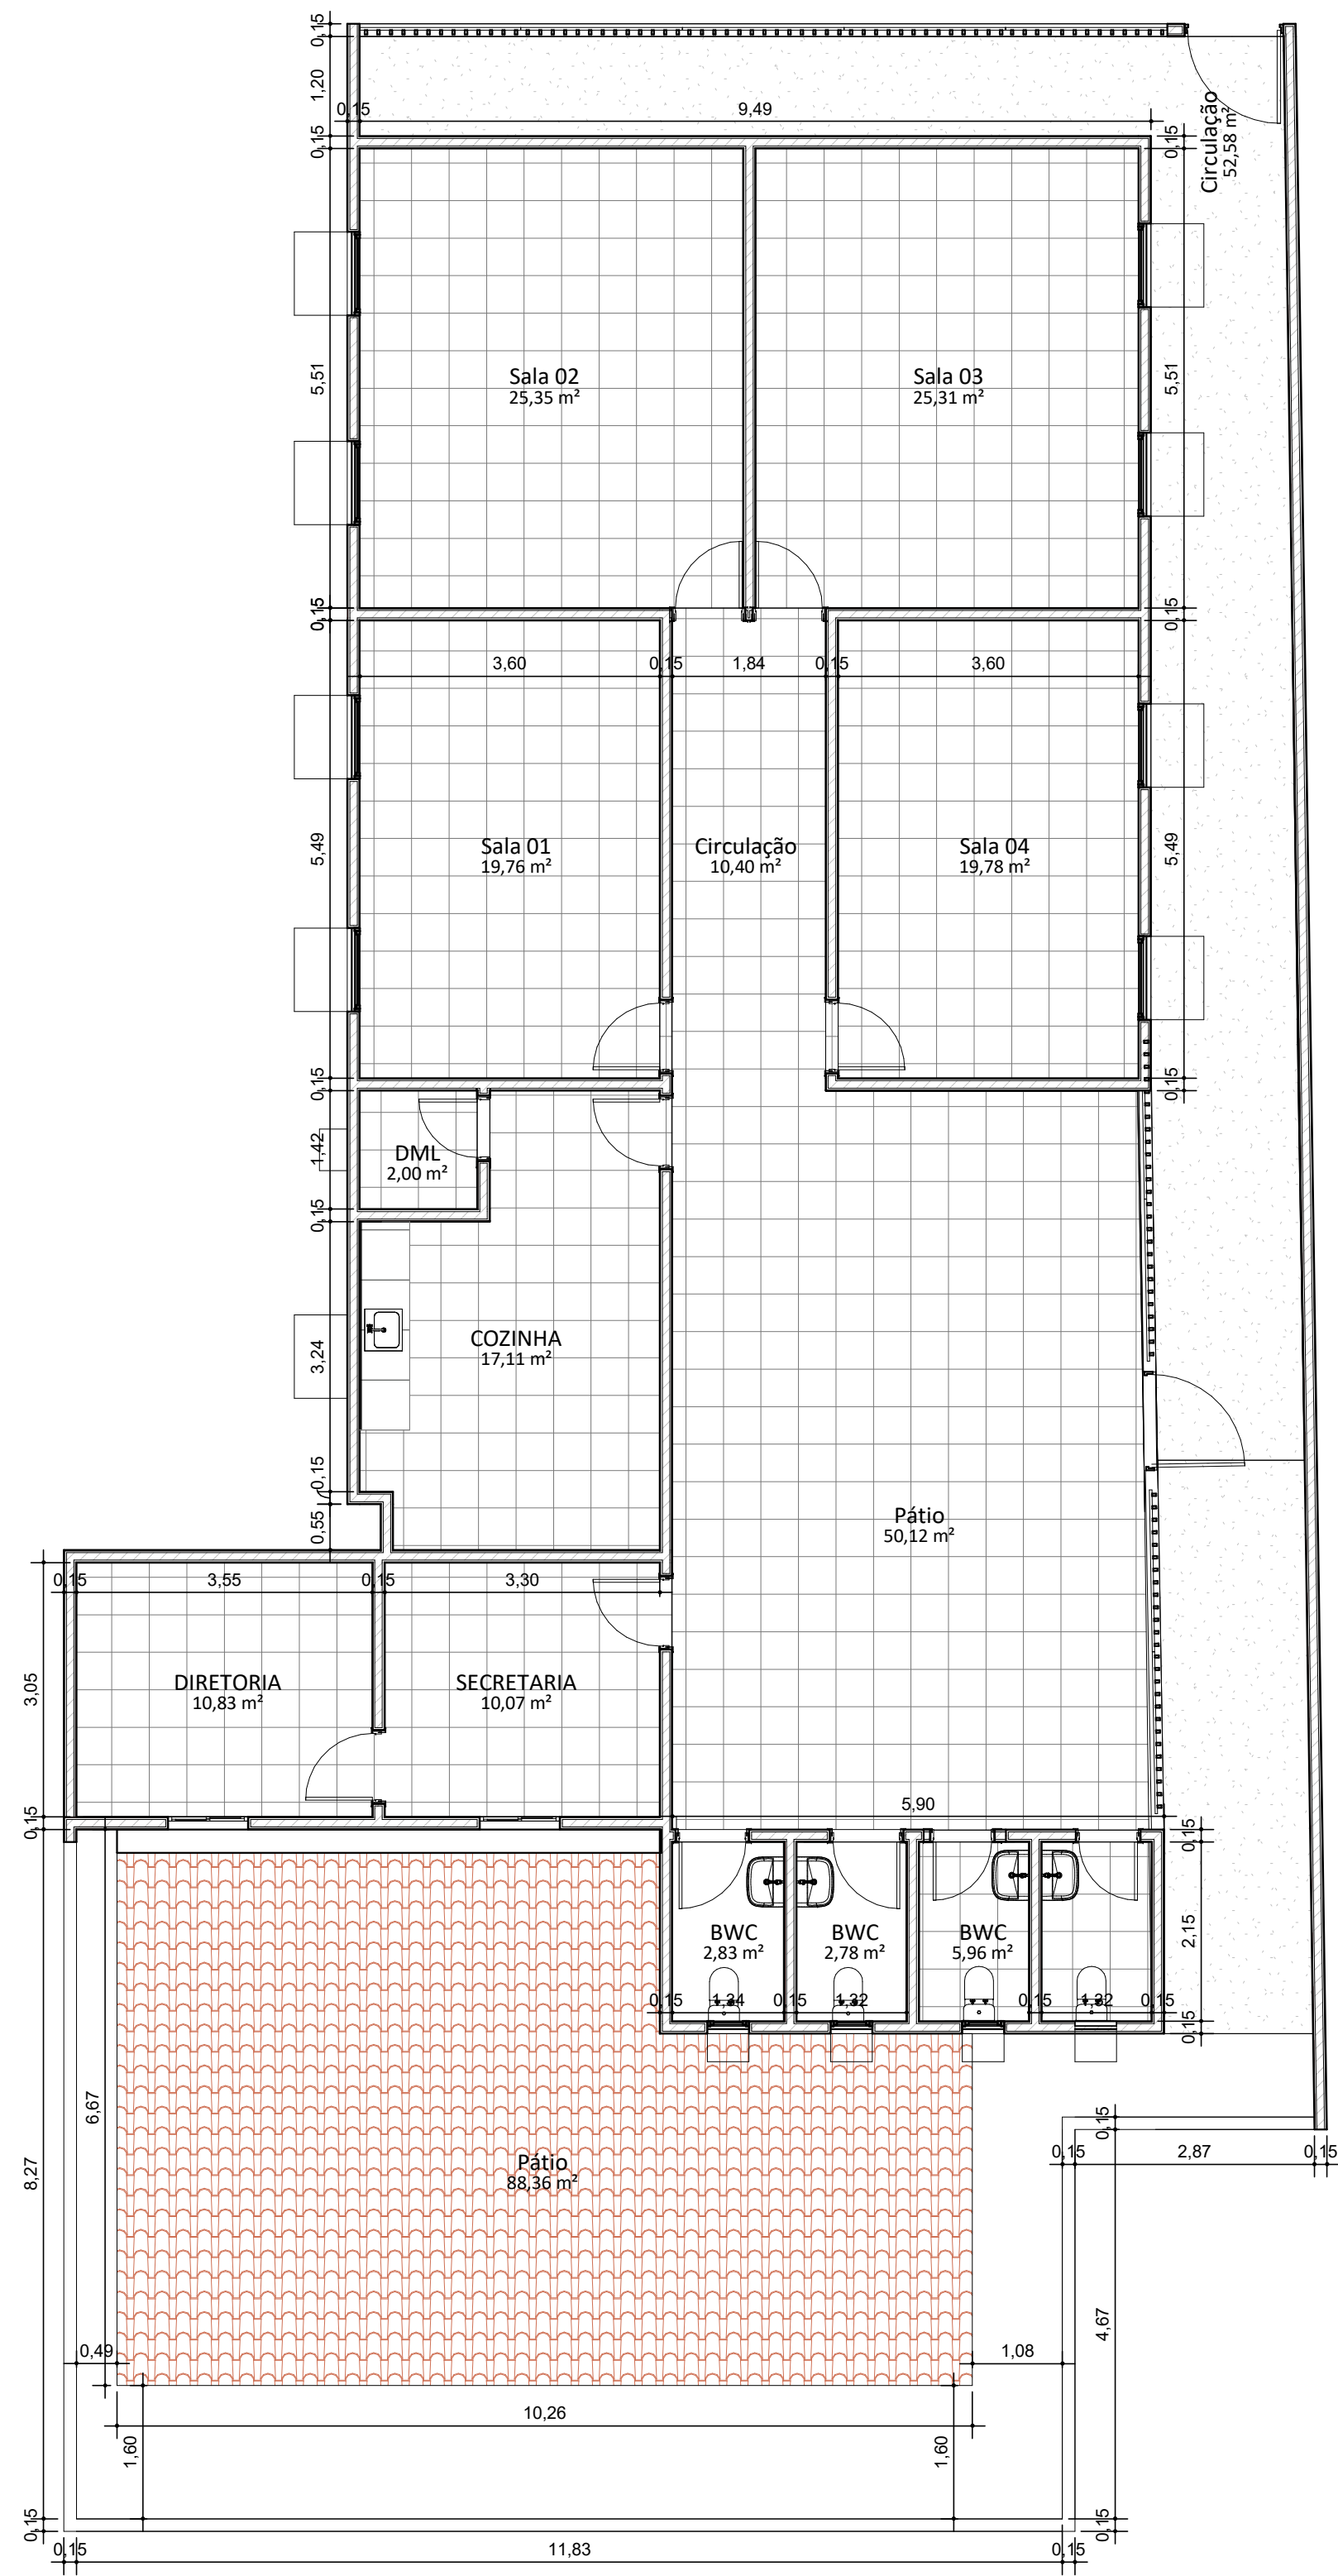 0,15
1,20
0,15
9,49
0,15
0,15
Circulação
52,58 m²
5,51
Sala 02
25,35 m²
Sala 03
25,31 m²
5,51
0,15
0,15
3,60
0,15
1,84
0,15
3,60
5,49
Sala 01
19,76 m²
Circulação
10,40 m²
Sala 04
19,78 m²
5,49
0,15
0,15
1,42
DML
2,00 m²
0,15
3,24
COZINHA
17,11 m²
0,15
0,55
Pátio
50,12 m²
0,15
3,55
0,15
3,30
3,05
DIRETORIA
10,83 m²
SECRETARIA
10,07 m²
0,15
5,90
0,15
BWC
2,83 m²
BWC
2,78 m²
BWC
5,96 m²
2,15
0,15
1,34
0,15
1,32
0,15
1,32
0,15
0,15
6,67
8,27
Pátio
88,36 m²
0,15
0,15
2,87
0,15
4,67
0,49
1,08
10,26
1,60
1,60
0,15
0,15
0,15
11,83
0,15